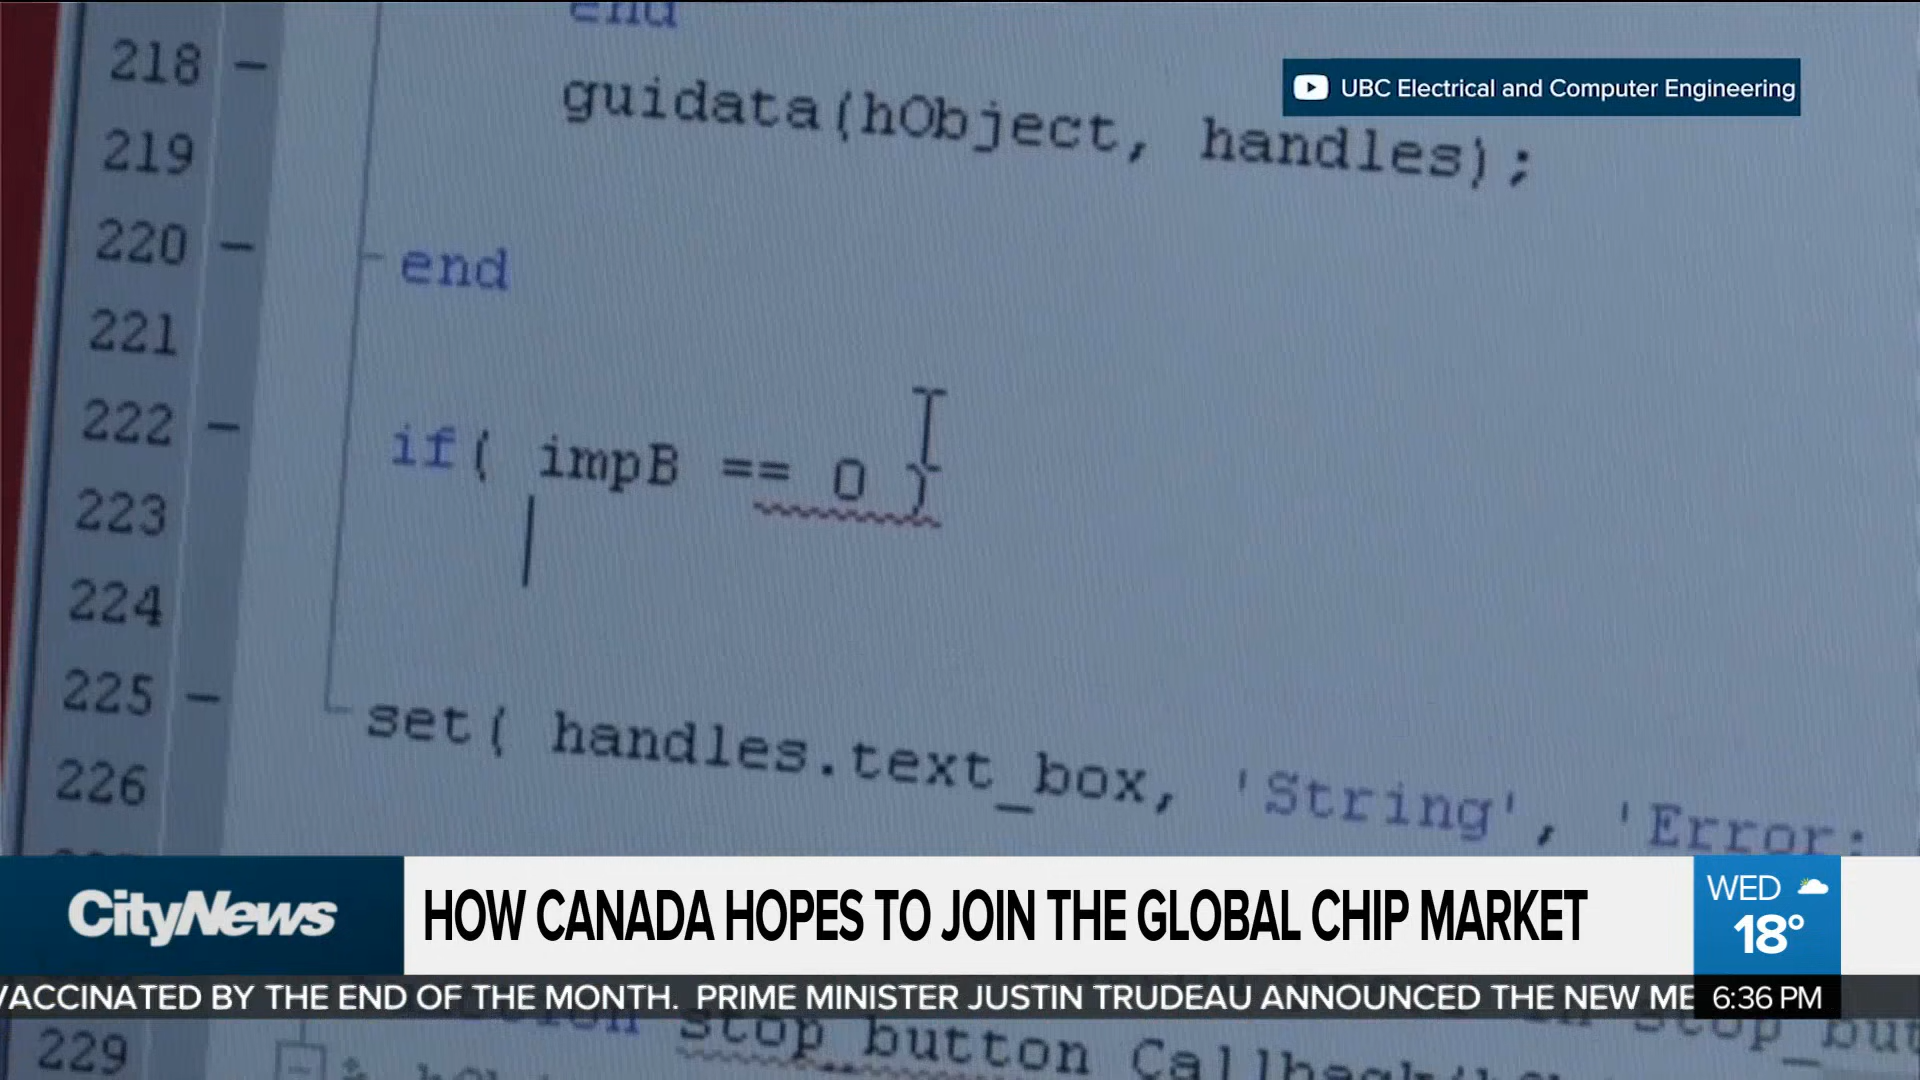 end
218 –
guidata(hObject, handles);
219
220 –
end
221
222 –
if( impB == 0 )
223
224
225 –
set( handles.text_box, 'String', 'Error:
226
UBC Electrical and Computer Engineering
CityNews
HOW CANADA HOPES TO JOIN THE GLOBAL CHIP MARKET
WED
18°
VACCINATED BY THE END OF THE MONTH. PRIME MINISTER JUSTIN TRUDEAU ANNOUNCED THE NEW ME
6:36 PM
229
stop_button_Callback